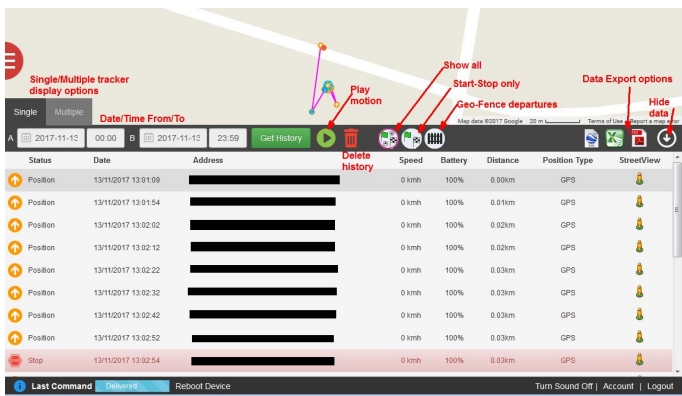 Show all
Single/Multiple tracker
display options
Play
motion
Start-Stop only
Data Export options
Single
Multiple
Date/Time From/To
Geo-Fence departures
Hide
data
Map data ©2017 Google
20 m
Terms of Use
Report a map error
A
2017-11-13
00:00
B
2017-11-13
23:59
Get History
Delete
history
Status Date Address Speed Battery Distance Position Type StreetView
Position 13/11/2017 13:01:09 0 kmh 100% 0.00km GPS
Position 13/11/2017 13:01:54 0 kmh 100% 0.01km GPS
Position 13/11/2017 13:02:02 0 kmh 100% 0.02km GPS
Position 13/11/2017 13:02:12 0 kmh 100% 0.02km GPS
Position 13/11/2017 13:02:22 0 kmh 100% 0.03km GPS
Position 13/11/2017 13:02:32 0 kmh 100% 0.03km GPS
Position 13/11/2017 13:02:42 0 kmh 100% 0.03km GPS
Position 13/11/2017 13:02:52 0 kmh 100% 0.03km GPS
Stop 13/11/2017 13:02:54 0 kmh 100% 0.03km GPS
Last Command Delivered Reboot Device Turn Sound Off | Account | Logout